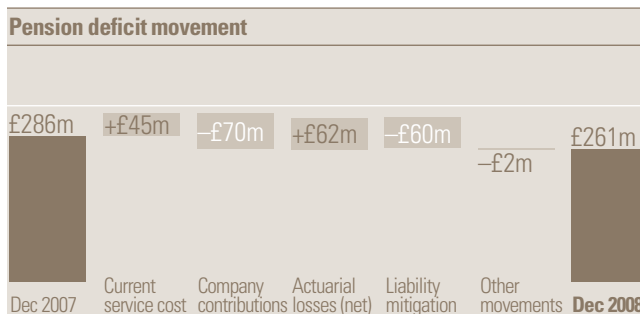 Pension deficit movement
£286m
+£45m
–£70m
+£62m
–£60m
–£2m
£261m
Dec 2007
Current
service cost
Company
contributions
Actuarial
losses (net)
Liability
mitigation
Other
movements
Dec 2008